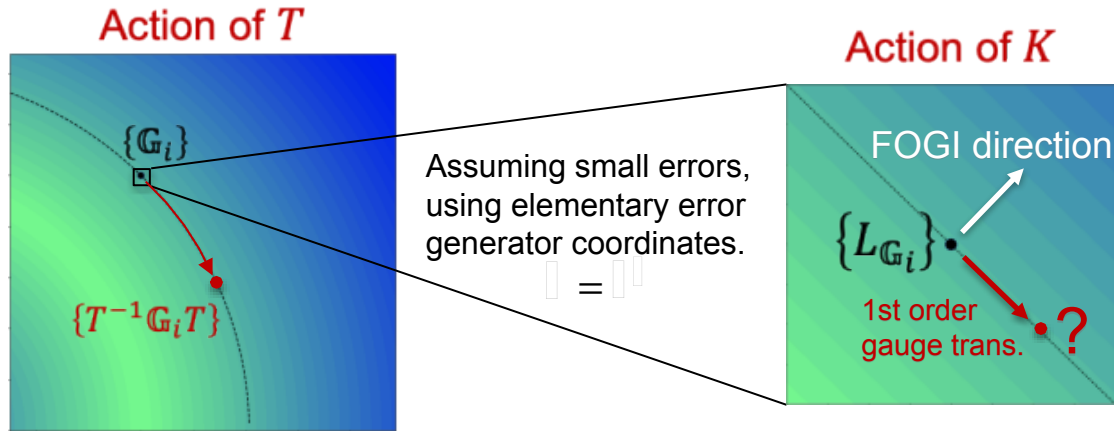 Action of T
Action of K
{𝔾ᵢ}
Assuming small errors,
using elementary error
generator coordinates.
=
{T⁻¹𝔾ᵢT}
FOGI direction
{L_𝔾ᵢ}
1st order
gauge trans.
?